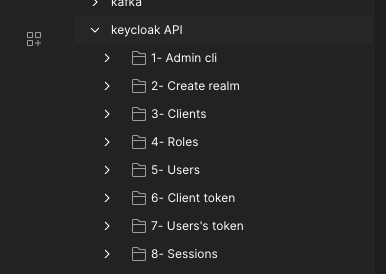 kafka
keycloak API
1- Admin cli
2- Create realm
3- Clients
4- Roles
5- Users
6- Client token
7- Users's token
8- Sessions